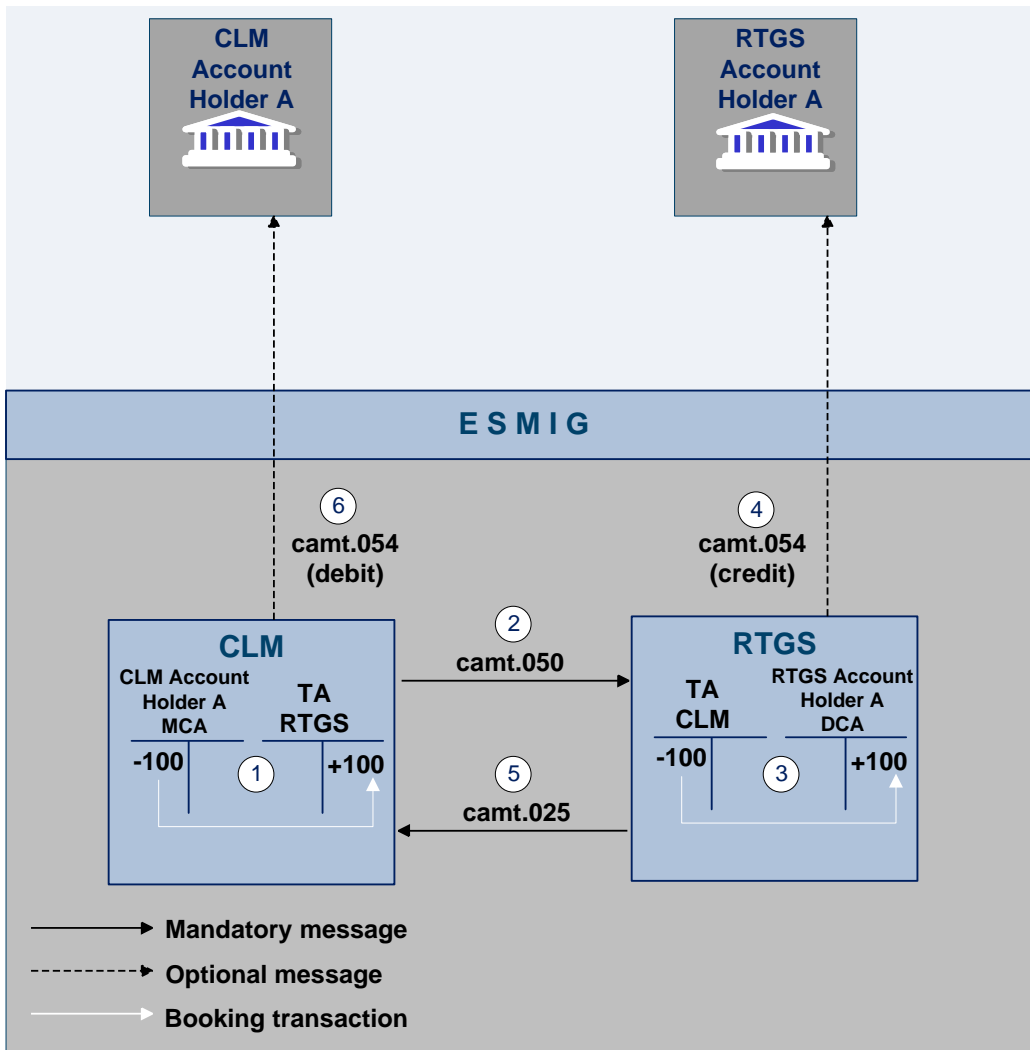 CLM
Account
Holder A
RTGS
Account
Holder A
E S M I G
6
camt.054
(debit)
4
camt.054
(credit)
2
camt.050
CLM
CLM Account
Holder A
MCA
TA
RTGS
-100
1
+100
RTGS
TA
CLM
RTGS Account
Holder A
DCA
-100
3
+100
5
camt.025
Mandatory message
Optional message
Booking transaction